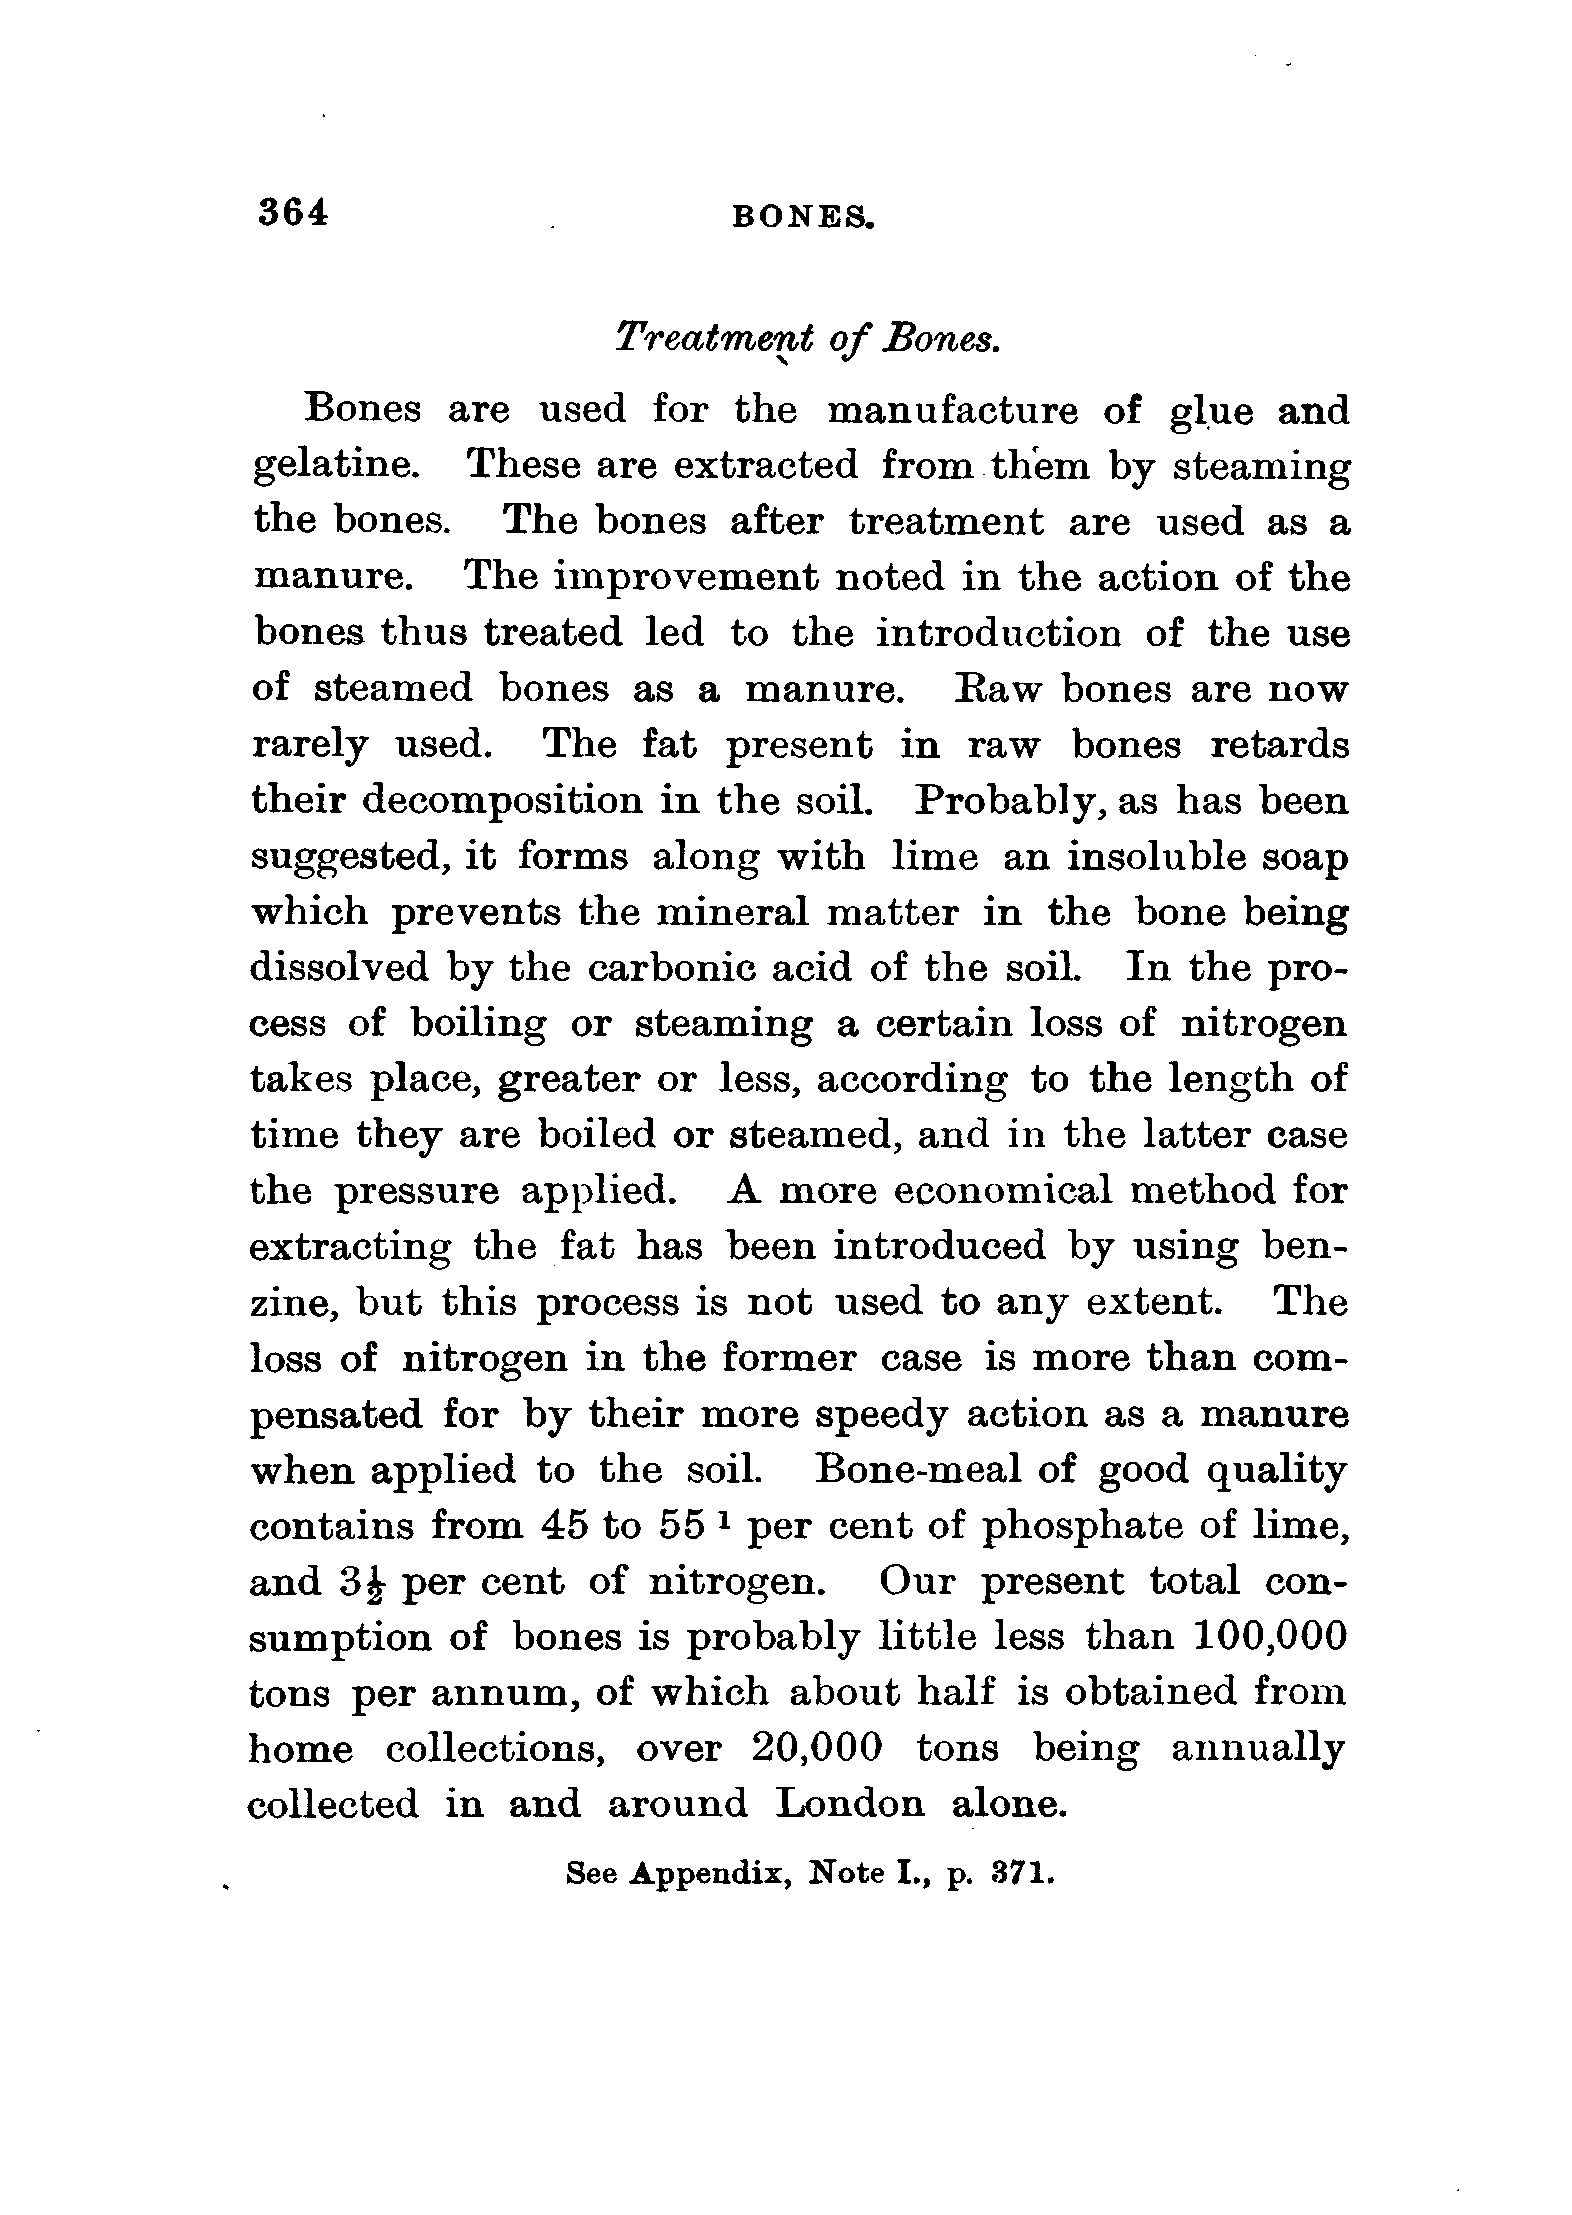 364 BONES.
Treatment of Bones.
Bones are used for the manufacture of glue and
gelatine. These are extracted from them by steaming
the bones. The bones after treatment are used as a
manure. The improvement noted in the action of the
bones thus treated led to the introduction of the use
of steamed bones as a manure. Raw bones are now
rarely used. The fat present in raw bones retards
their decomposition in the soil. Probably, as has been
suggested, it forms along with lime an insoluble soap
which prevents the mineral matter in the bone being
dissolved by the carbonic acid of the soil. In the pro-
cess of boiling or steaming a certain loss of nitrogen
takes place, greater or less, according to the length of
time they are boiled or steamed, and in the latter case
the pressure applied. A more economical method for
extracting the fat has been introduced by using ben-
zine, but this process is not used to any extent. The
loss of nitrogen in the former case is more than com-
pensated for by their more speedy action as a manure
when applied to the soil. Bone-meal of good quality
contains from 45 to 55 ¹ per cent of phosphate of lime,
and 3½ per cent of nitrogen. Our present total con-
sumption of bones is probably little less than 100,000
tons per annum, of which about half is obtained from
home collections, over 20,000 tons being annually
collected in and around London alone.
See Appendix, Note I., p. 371.